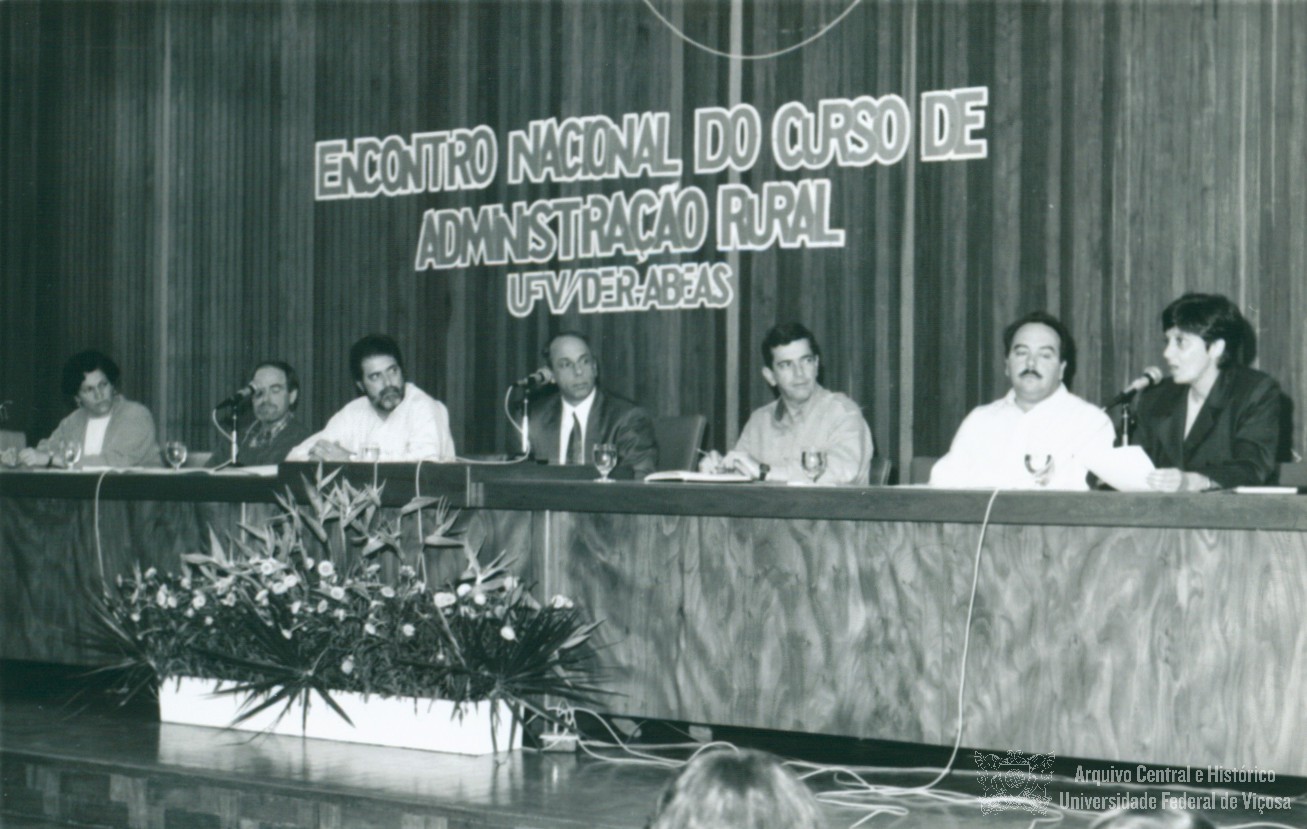 ENCONTRO NACIONAL DO CURSO DE
ADMINISTRAÇÃO RURAL
UFV/DER-ABEAS
Arquivo Central e Histórico
Universidade Federal de Viçosa